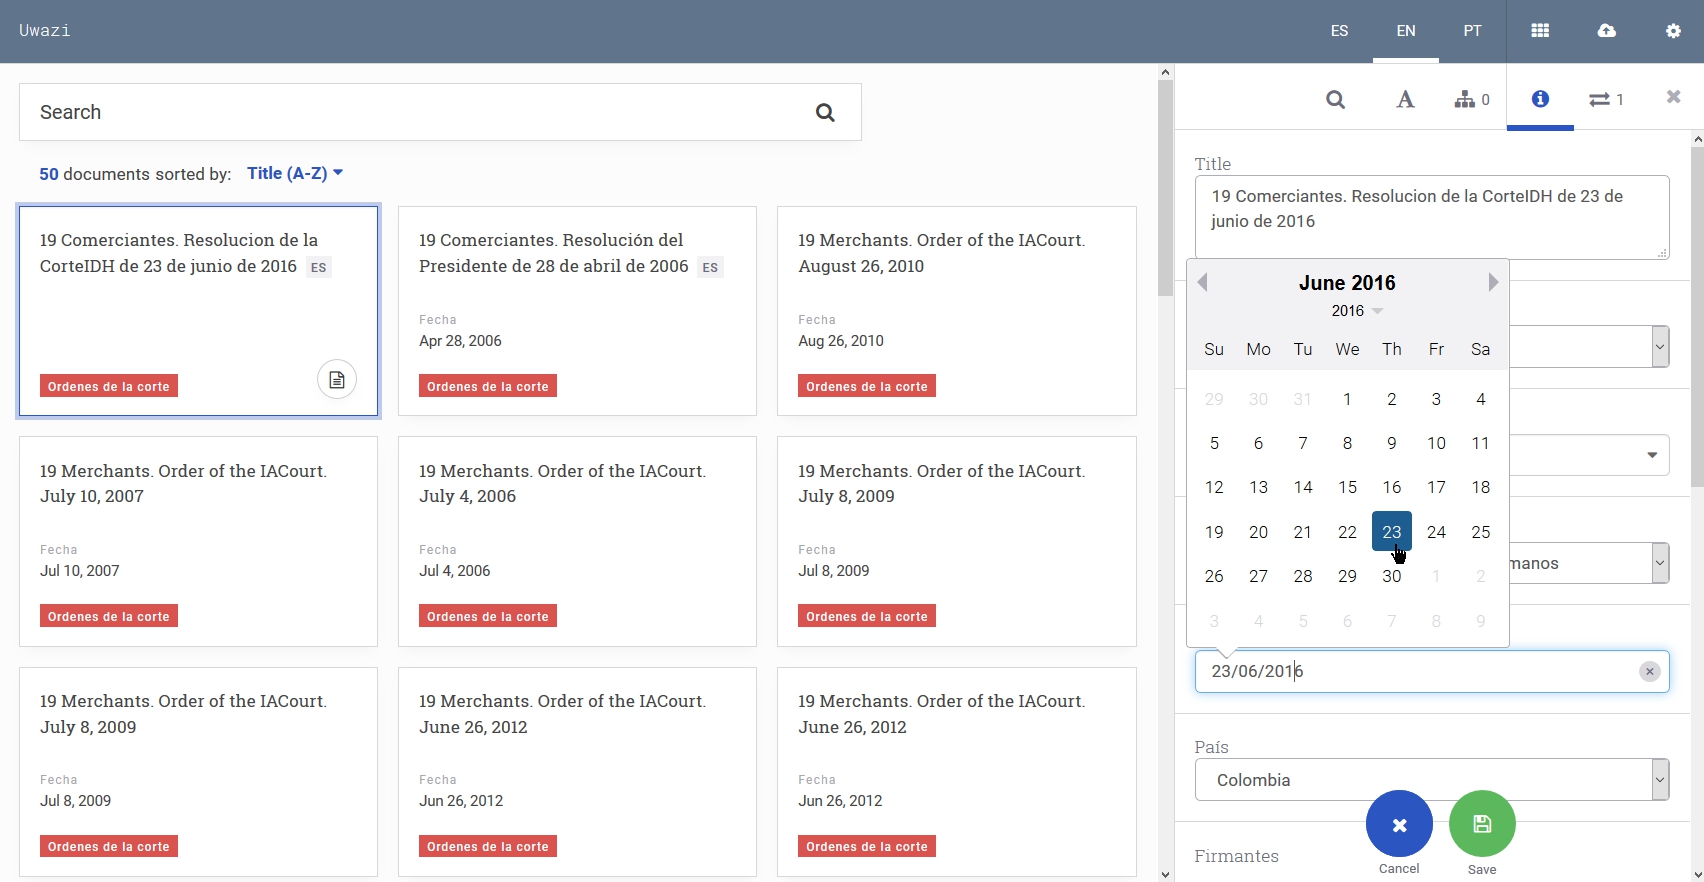 Uwazi
ES EN PT
Search
50 documents sorted by: Title (A-Z)
19 Comerciantes. Resolucion de la
CorteIDH de 23 de junio de 2016 ES
Ordenes de la corte
19 Comerciantes. Resolución del
Presidente de 28 de abril de 2006 ES
Fecha
Apr 28, 2006
Ordenes de la corte
19 Merchants. Order of the IACourt.
August 26, 2010
Fecha
Aug 26, 2010
Ordenes de la corte
19 Merchants. Order of the IACourt.
July 10, 2007
Fecha
Jul 10, 2007
Ordenes de la corte
19 Merchants. Order of the IACourt.
July 4, 2006
Fecha
Jul 4, 2006
Ordenes de la corte
19 Merchants. Order of the IACourt.
July 8, 2009
Fecha
Jul 8, 2009
Ordenes de la corte
19 Merchants. Order of the IACourt.
July 8, 2009
Fecha
Jul 8, 2009
Ordenes de la corte
19 Merchants. Order of the IACourt.
June 26, 2012
Fecha
Jun 26, 2012
Ordenes de la corte
19 Merchants. Order of the IACourt.
June 26, 2012
Fecha
Jun 26, 2012
Ordenes de la corte
A 0 1
Title
19 Comerciantes. Resolucion de la CorteIDH de 23 de
junio de 2016
June 2016
2016
Su Mo Tu We Th Fr Sa
29 30 31 1 2 3 4
5 6 7 8 9 10 11
12 13 14 15 16 17 18
19 20 21 22 23 24 25
26 27 28 29 30 1 2
3 4 5 6 7 8 9
manos
23/06/2016
País
Colombia
Firmantes
Cancel Save